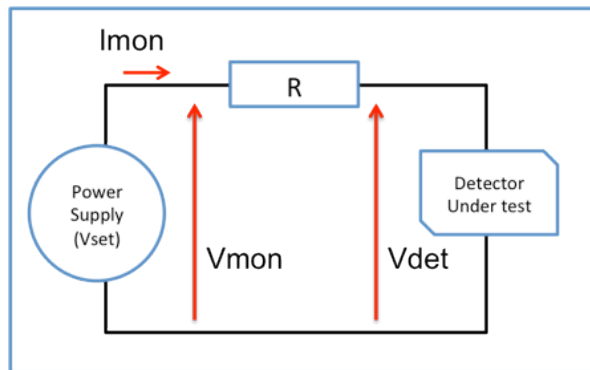 Imon
R
Power
Supply
(Vset)
Vmon
Vdet
Detector
Under test